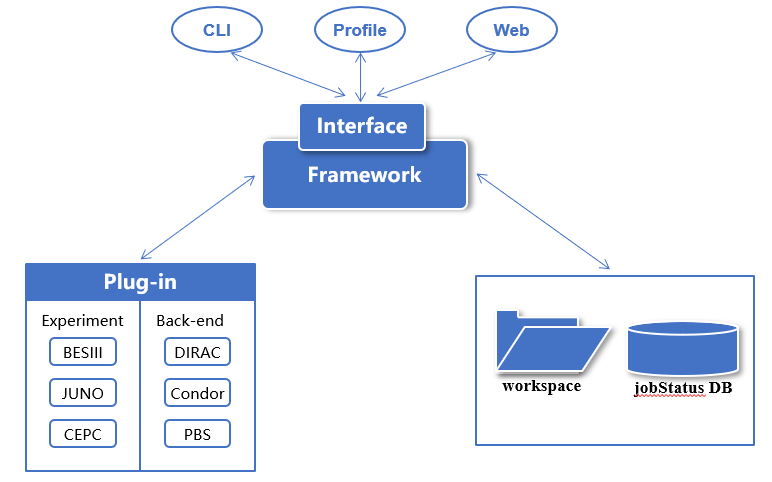 CLI
Profile
Web
Interface
Framework
Plug-in
Experiment
Back-end
BESIII
DIRAC
JUNO
Condor
CEPC
PBS
workspace
jobStatus DB